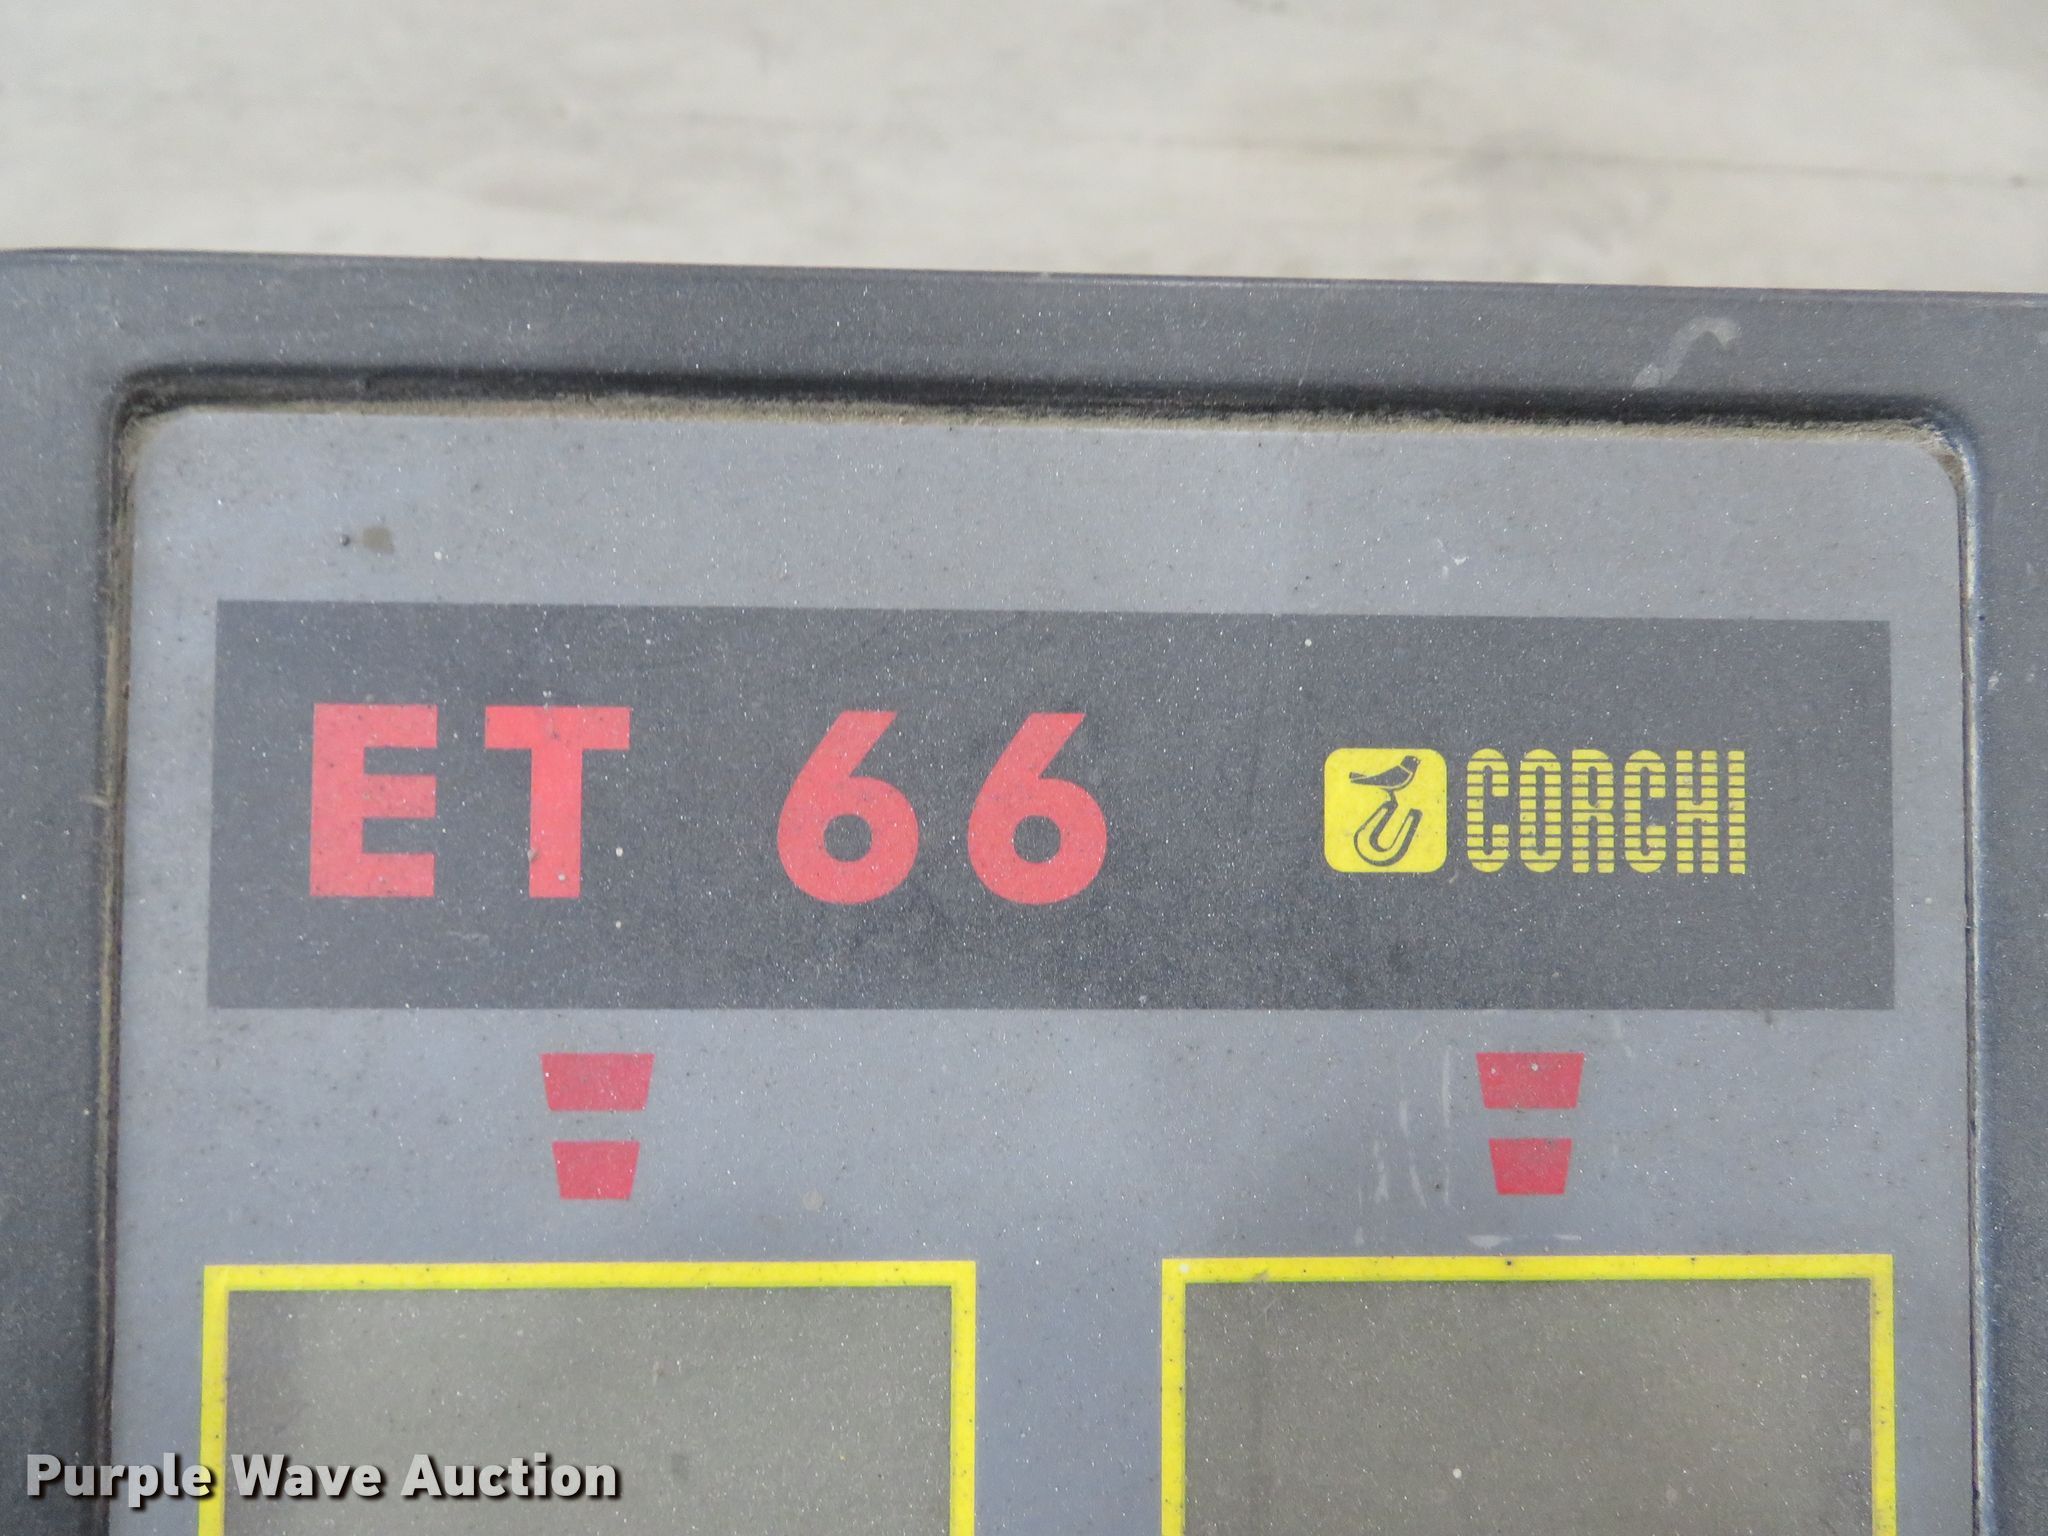 ET 66 CORGHI
Purple Wave Auction